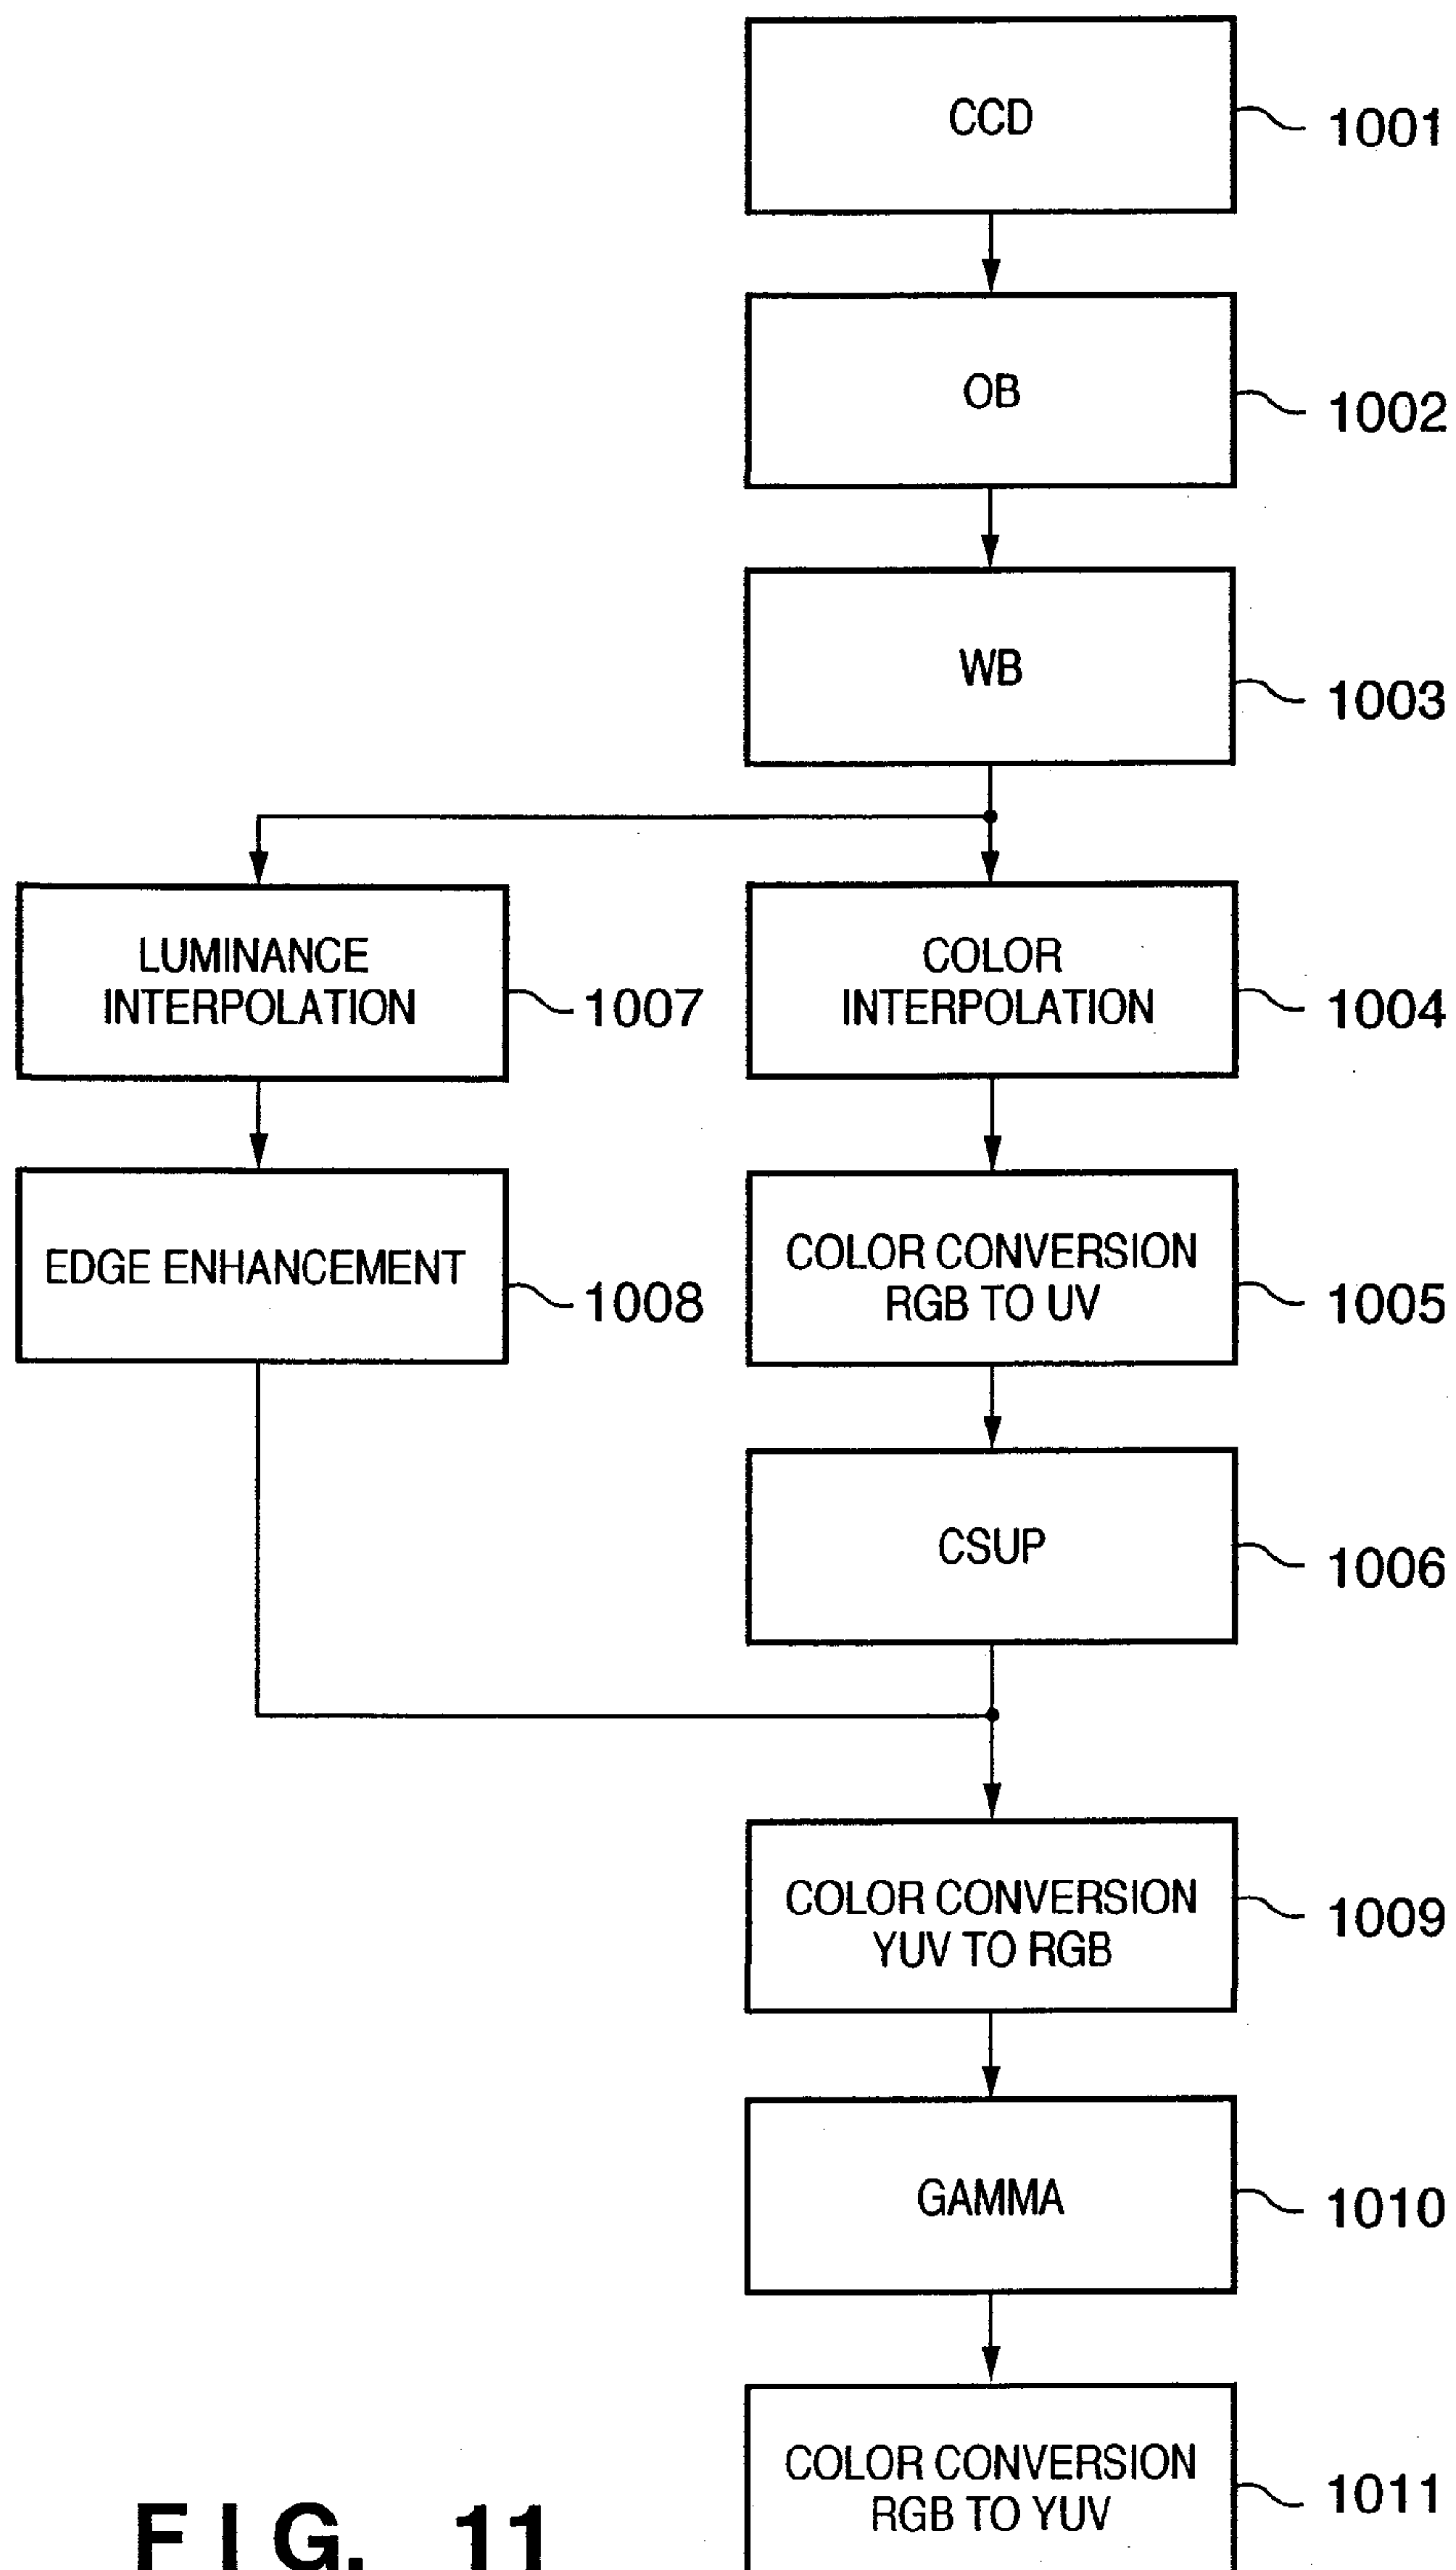 CCD
1001
OB
1002
WB
1003
LUMINANCE
INTERPOLATION
1007
COLOR
INTERPOLATION
1004
EDGE ENHANCEMENT
1008
COLOR CONVERSION
RGB TO UV
1005
CSUP
1006
COLOR CONVERSION
YUV TO RGB
1009
GAMMA
1010
COLOR CONVERSION
RGB TO YUV
1011
FIG. 11